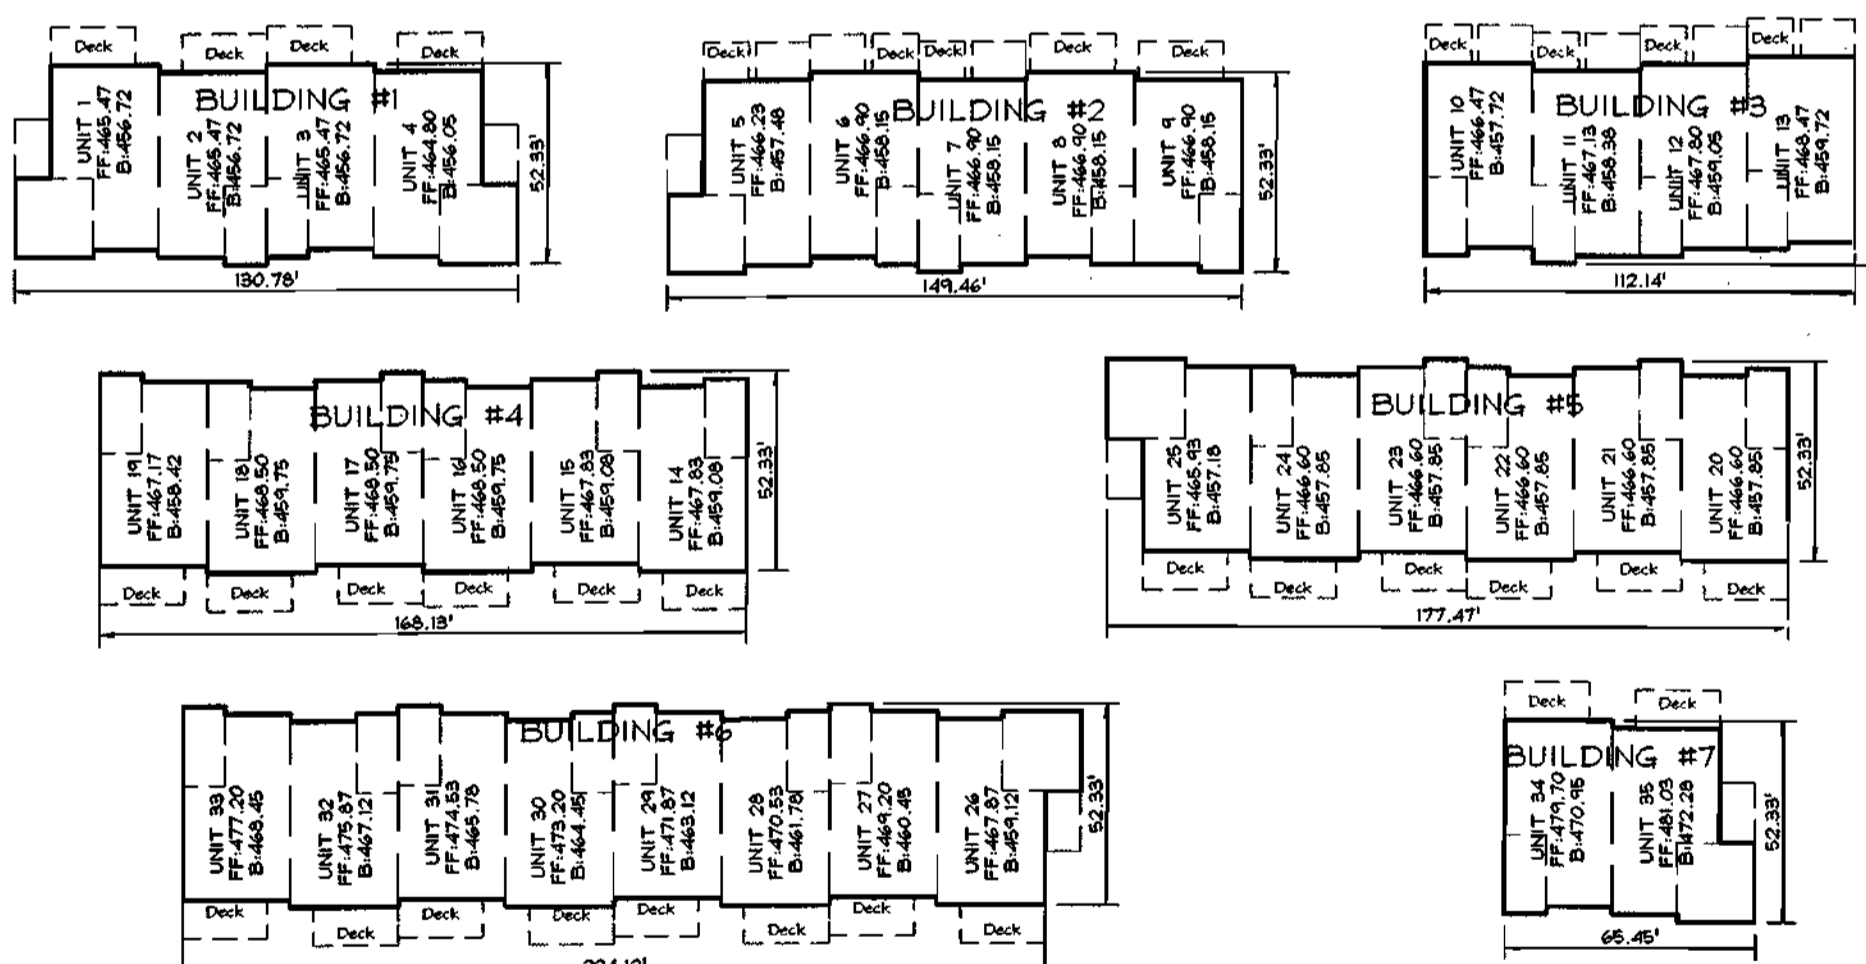 Deck
Deck
Deck
Deck
BUILDING #1
UNIT 1
FF:465.47
B:456.72
UNIT 2
FF:465.47
B:456.72
UNIT 3
FF:465.47
B:456.72
UNIT 4
FF:464.80
B:456.05
52.33'
130.78'
Deck
Deck
Deck
Deck
Deck
BUILDING #2
UNIT 5
FF:466.23
B:457.48
UNIT 6
FF:466.90
B:458.15
UNIT 7
FF:466.90
B:458.15
UNIT 8
FF:466.90
B:458.15
UNIT 9
FF:466.90
B:458.15
52.33'
149.46'
Deck
Deck
Deck
Deck
BUILDING #3
UNIT 10
FF:466.47
B:457.72
UNIT 11
FF:467.13
B:458.38
UNIT 12
FF:467.80
B:459.05
UNIT 13
FF:468.47
B:459.72
112.14'
BUILDING #4
UNIT 19
FF:467.17
B:458.42
UNIT 18
FF:468.50
B:459.75
UNIT 17
FF:468.50
B:459.75
UNIT 16
FF:468.50
B:459.75
UNIT 15
FF:467.83
B:459.08
UNIT 14
FF:467.83
B:459.08
52.33'
Deck
Deck
Deck
Deck
Deck
Deck
168.13'
BUILDING #5
UNIT 25
FF:465.93
B:457.18
UNIT 24
FF:466.60
B:457.85
UNIT 23
FF:466.60
B:457.85
UNIT 22
FF:466.60
B:457.85
UNIT 21
FF:466.60
B:457.85
UNIT 20
FF:466.60
B:457.85
52.33'
Deck
Deck
Deck
Deck
Deck
Deck
177.47'
BUILDING #6
UNIT 33
FF:477.20
B:468.45
UNIT 32
FF:475.87
B:467.12
UNIT 31
FF:474.53
B:465.78
UNIT 30
FF:473.20
B:464.45
UNIT 29
FF:471.87
B:463.12
UNIT 28
FF:470.53
B:461.78
UNIT 27
FF:469.20
B:460.45
UNIT 26
FF:467.87
B:459.12
52.33'
Deck
Deck
Deck
Deck
Deck
Deck
Deck
Deck
Deck
Deck
BUILDING #7
UNIT 34
FF:479.70
B:470.95
UNIT 35
FF:481.03
B:472.28
52.33'
65.45'